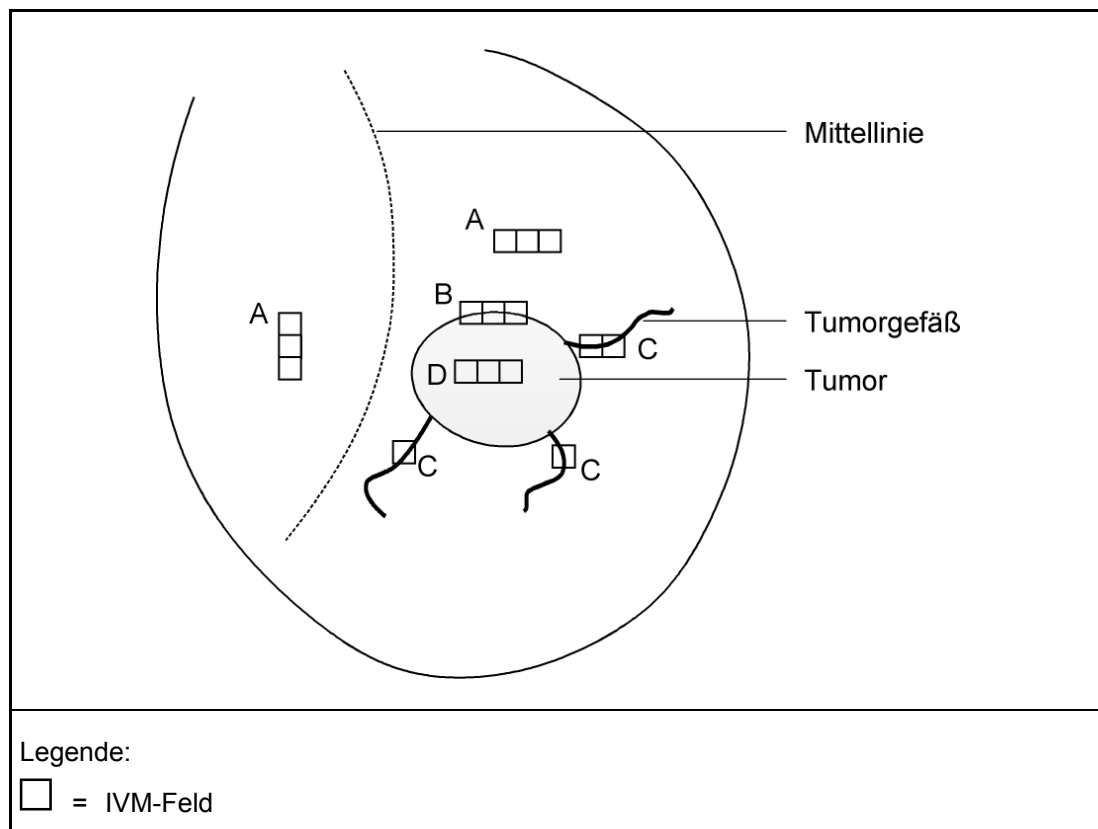 Mittellinie
A
B
A
Tumorgefäß
C
D
Tumor
C
C
Legende:
= IVM-Feld